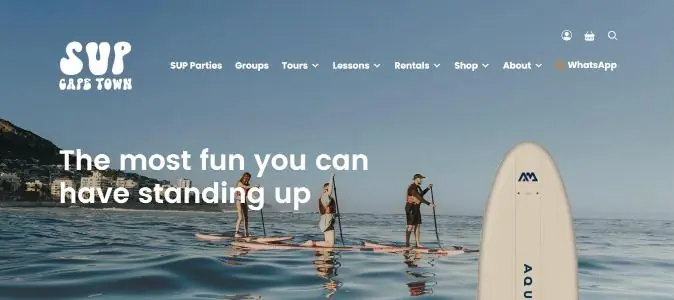 SUP
CAPE TOWN
SUP Parties
Groups
Tours
Lessons
Rentals
Shop
About
WhatsApp
The most fun you can
have standing up
AQU